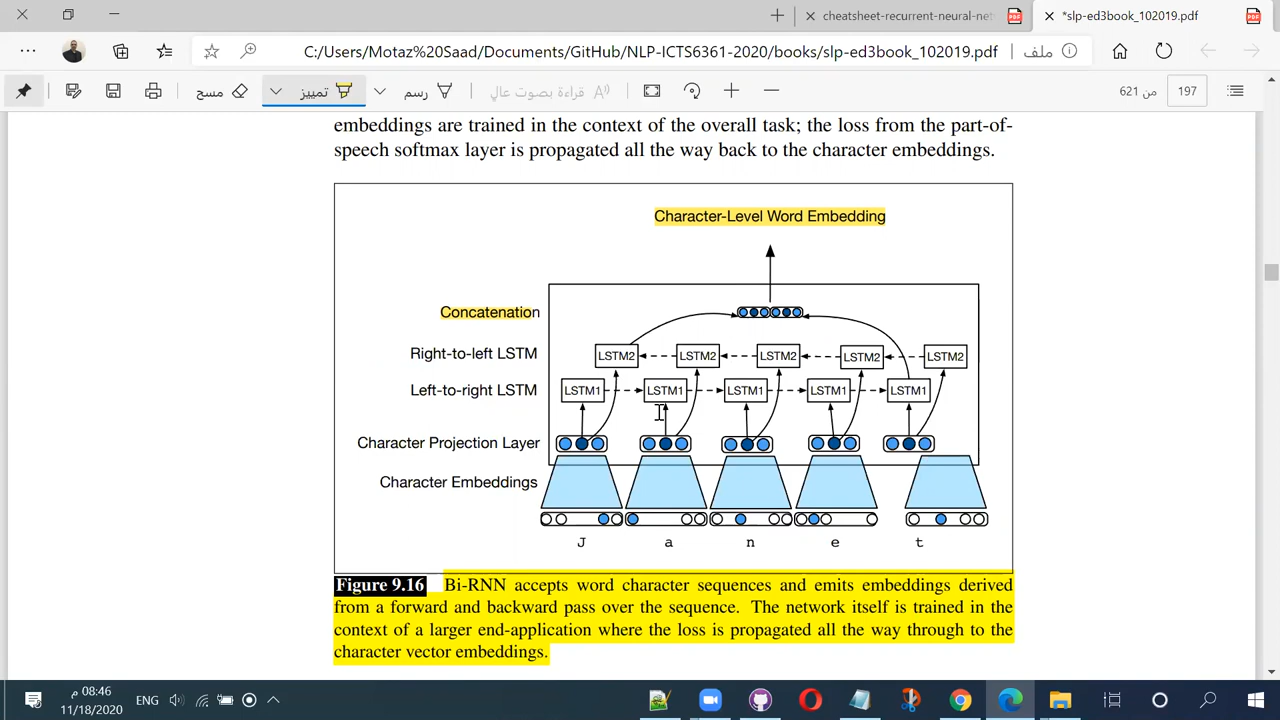 cheatsheet-recurrent-neural-net
*slp-ed3book_102019.pdf
C:/Users/Motaz%20Saad/Documents/GitHub/NLP-ICTS6361-2020/books/slp-ed3book_102019.pdf
ملف
مسح
تمييز
رسم
قراءة بصوت عالٍ
من 621
197
embeddings are trained in the context of the overall task; the loss from the part-of-
speech softmax layer is propagated all the way back to the character embeddings.
Character-Level Word Embedding
Concatenation
Right-to-left LSTM
LSTM2 LSTM2 LSTM2 LSTM2 LSTM2
Left-to-right LSTM
LSTM1 LSTM1 LSTM1 LSTM1 LSTM1
Character Projection Layer
Character Embeddings
J a n e t
Figure 9.16 Bi-RNN accepts word character sequences and emits embeddings derived
from a forward and backward pass over the sequence. The network itself is trained in the
context of a larger end-application where the loss is propagated all the way through to the
character vector embeddings.
08:46 م
11/18/2020
ENG